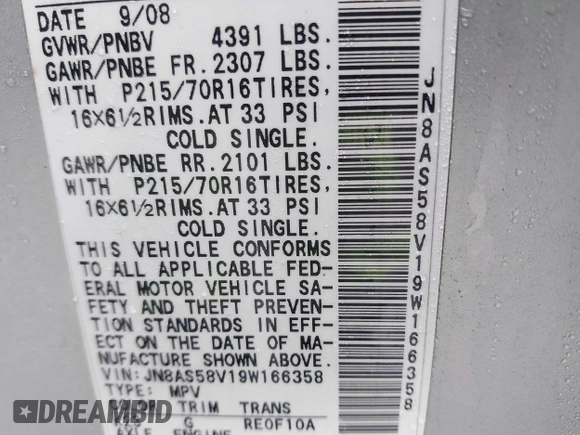 DATE 9/08
GVWR/PNBV 4391 LBS.
GAWR/PNBE FR. 2307 LBS.
WITH P215/70R16TIRES,
16X6½RIMS. AT 33 PSI
COLD SINGLE.
GAWR/PNBE RR. 2101 LBS.
WITH P215/70R16TIRES,
16X6½RIMS. AT 33 PSI
COLD SINGLE.
THIS VEHICLE CONFORMS
TO ALL APPLICABLE FED-
ERAL MOTOR VEHICLE SA-
FETY AND THEFT PREVEN-
TION STANDARDS IN EFF-
ECT ON THE DATE OF MA-
NUFACTURE SHOWN ABOVE.
VIN: JN8AS58V19W166358
TYPE: MPV
TRIM TRANS
G RE0F10A
AXLE ENGINE
JN8AS58V19W166358
DREAMBID